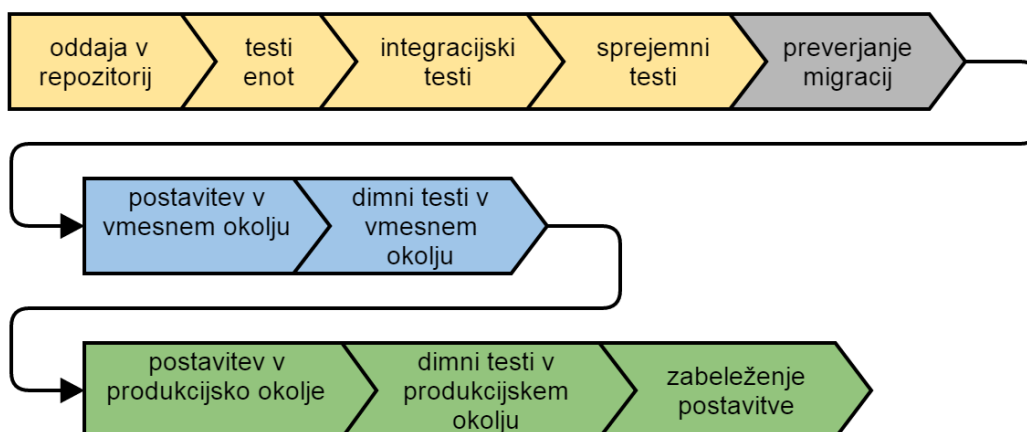 oddaja v
repozitorij
testi
enot
integracijski
testi
sprejemni
testi
preverjanje
migracij
postavitev v
vmesnem okolju
dimni testi v
vmesnem
okolju
postavitev v
produkcijsko okolje
dimni testi v
produkcijskem
okolju
zabeleženje
postavitve